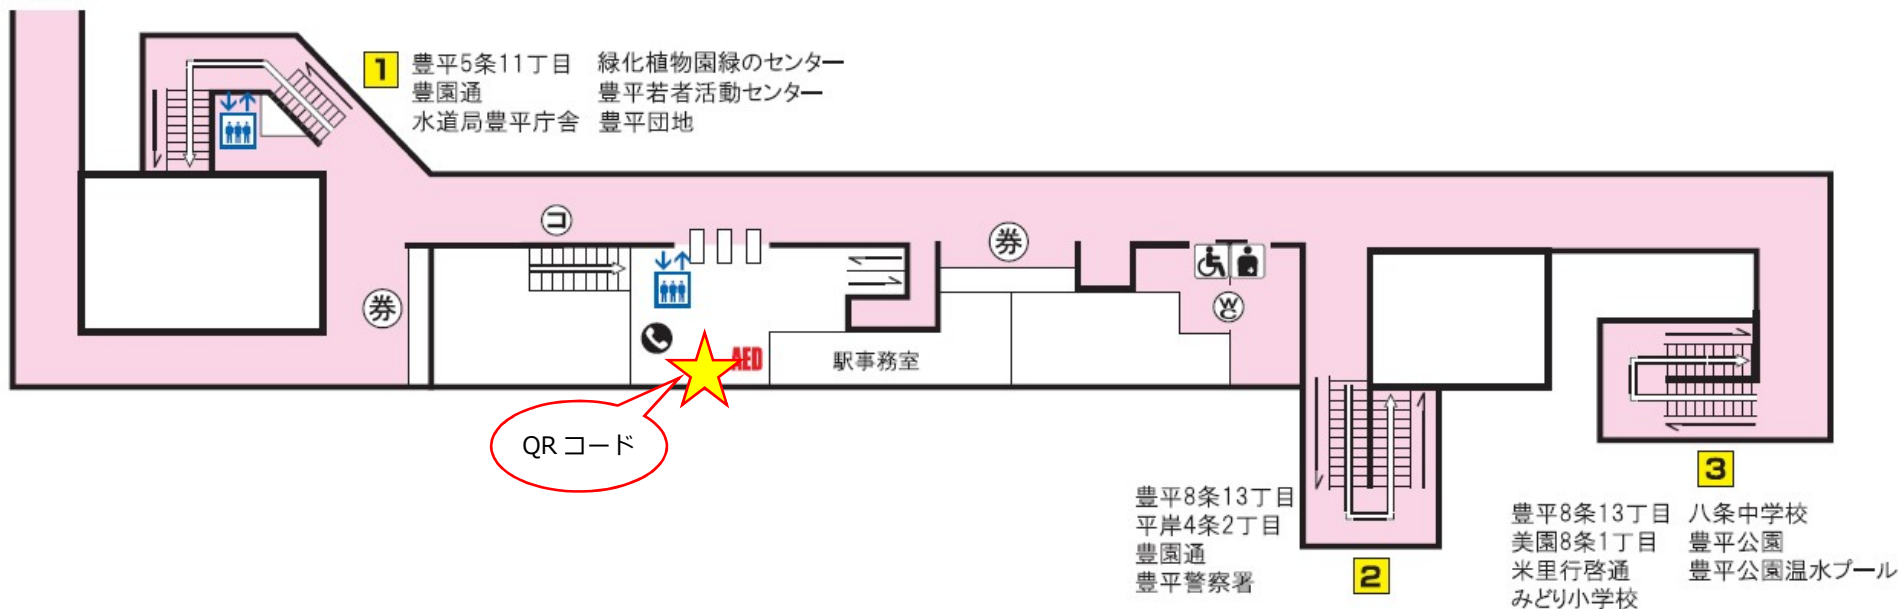 1
豊平5条11丁目 緑化植物園緑のセンター
豊園通 豊平若者活動センター
水道局豊平庁舎 豊平団地
コ
券
券
WC
AED
駅事務室
QRコード
2
豊平8条13丁目
平岸4条2丁目
豊園通
豊平警察署
3
豊平8条13丁目 八条中学校
美園8条1丁目 豊平公園
米里行啓通 豊平公園温水プール
みどり小学校